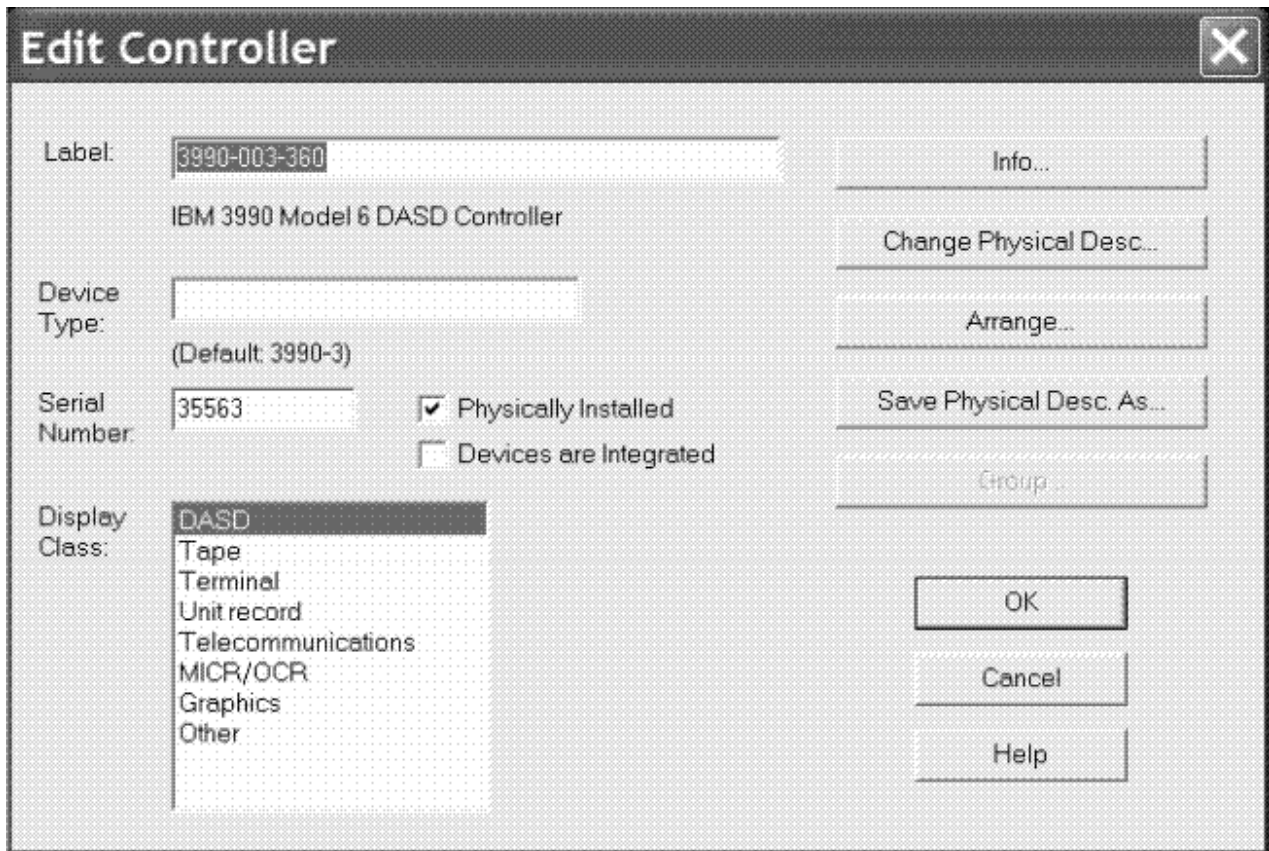 Edit Controller
Label:
3990-003-360
Info...
IBM 3990 Model 6 DASD Controller
Change Physical Desc...
Device
Type:
Arrange...
(Default: 3990-3)
Serial
Number:
35563
Physically Installed
Save Physical Desc. As...
Devices are Integrated
Group...
Display
Class:
DASD
Tape
Terminal
Unit record
Telecommunications
MICR/OCR
Graphics
Other
OK
Cancel
Help